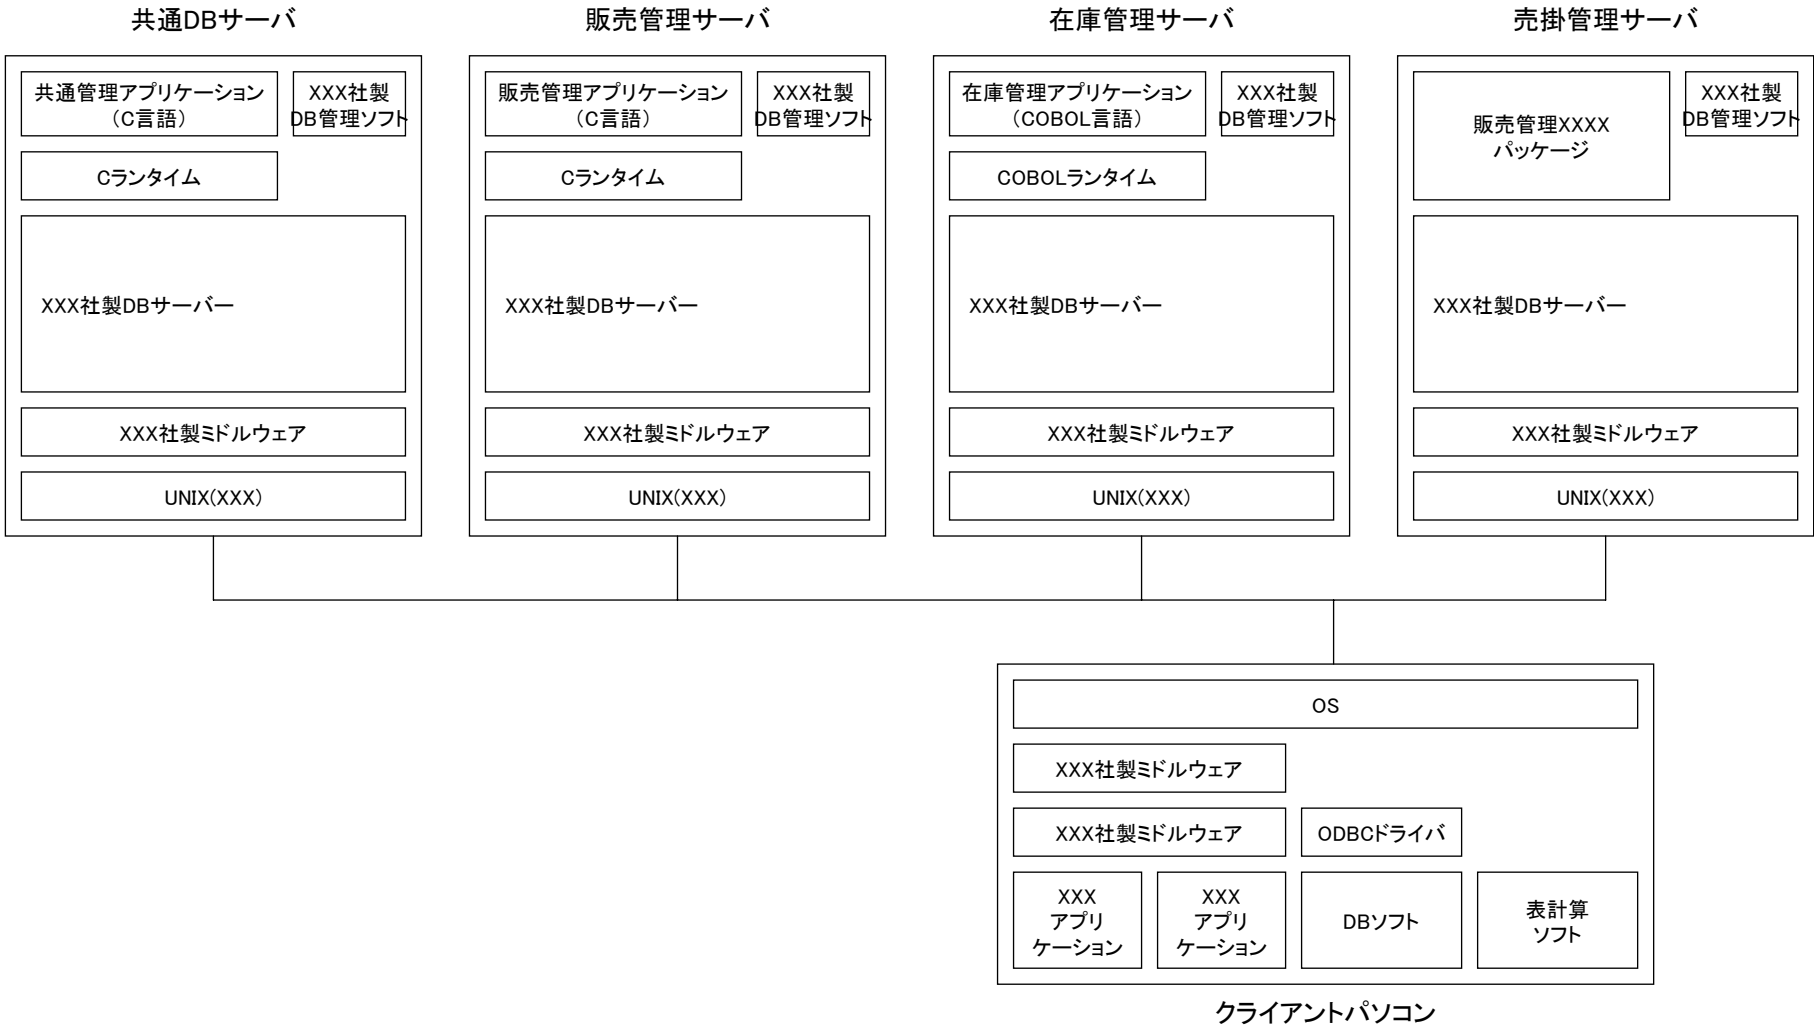 共通DBサーバ
共通管理アプリケーション
（C言語）
XXX社製
DB管理ソフト
Cランタイム
XXX社製DBサーバー
XXX社製ミドルウェア
UNIX(XXX)
販売管理サーバ
販売管理アプリケーション
（C言語）
XXX社製
DB管理ソフト
Cランタイム
XXX社製DBサーバー
XXX社製ミドルウェア
UNIX(XXX)
在庫管理サーバ
在庫管理アプリケーション
（COBOL言語）
XXX社製
DB管理ソフト
COBOLランタイム
XXX社製DBサーバー
XXX社製ミドルウェア
UNIX(XXX)
売掛管理サーバ
販売管理XXXX
パッケージ
XXX社製
DB管理ソフト
XXX社製DBサーバー
XXX社製ミドルウェア
UNIX(XXX)
OS
XXX社製ミドルウェア
XXX社製ミドルウェア
ODBCドライバ
XXX
アプリ
ケーション
XXX
アプリ
ケーション
DBソフト
表計算
ソフト
クライアントパソコン